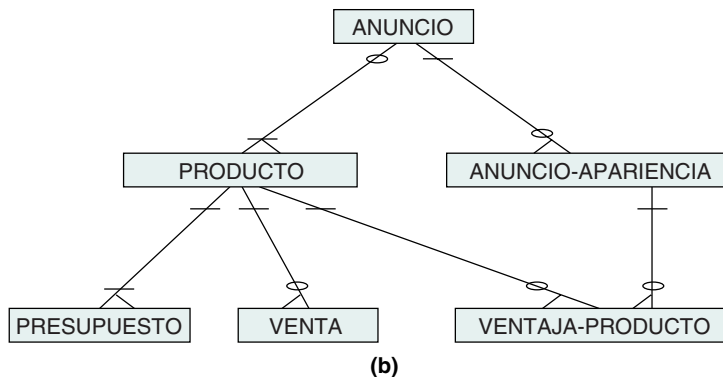 ANUNCIO
PRODUCTO
ANUNCIO-APARIENCIA
PRESUPUESTO
VENTA
VENTAJA-PRODUCTO
(b)